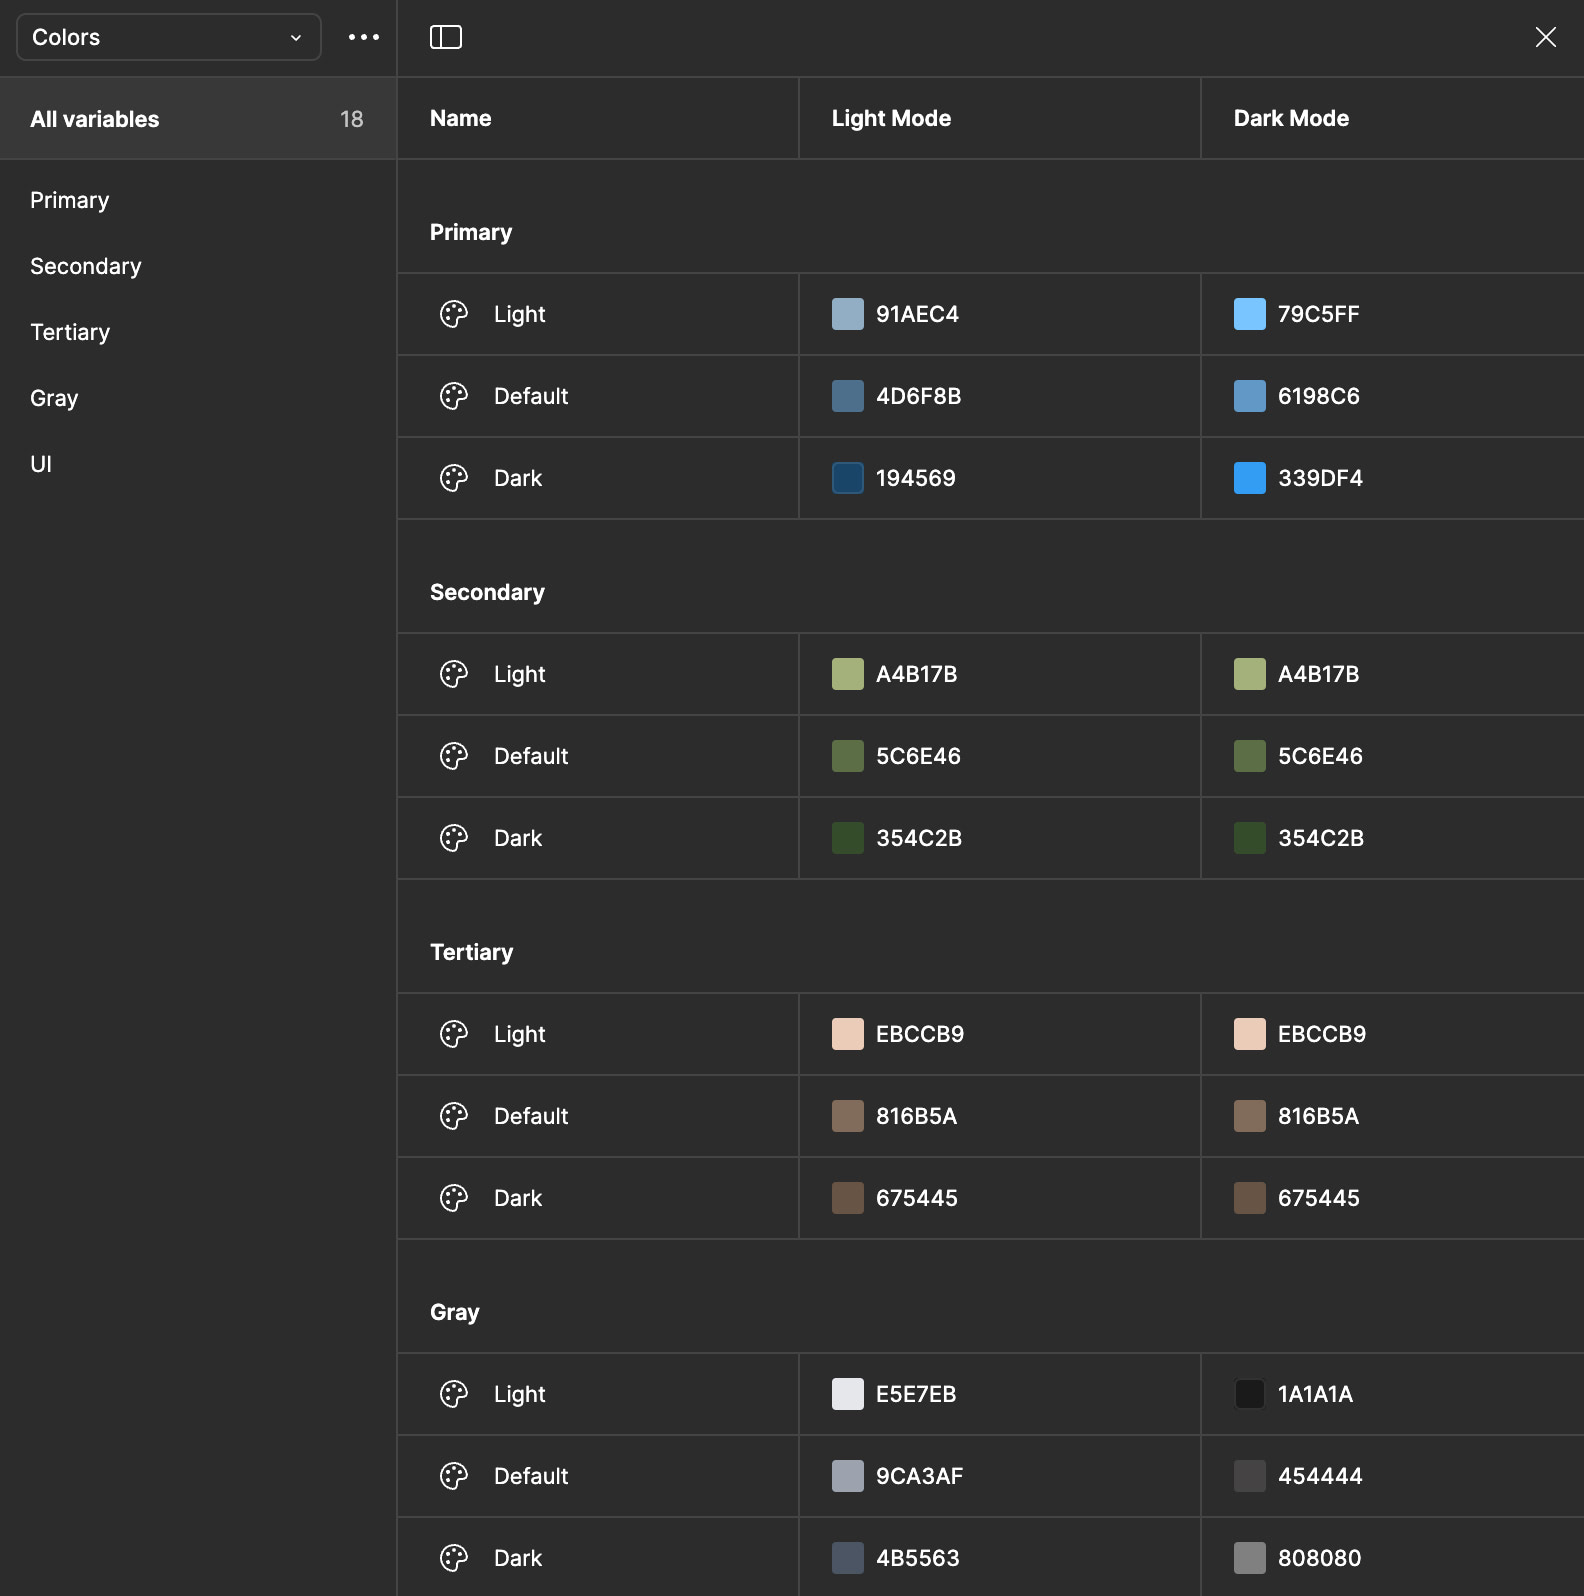 Colors
All variables 18
Primary
Secondary
Tertiary
Gray
UI
Name Light Mode Dark Mode
Primary
Light 91AEC4 79C5FF
Default 4D6F8B 6198C6
Dark 194569 339DF4
Secondary
Light A4B17B A4B17B
Default 5C6E46 5C6E46
Dark 354C2B 354C2B
Tertiary
Light EBCCB9 EBCCB9
Default 816B5A 816B5A
Dark 675445 675445
Gray
Light E5E7EB 1A1A1A
Default 9CA3AF 454444
Dark 4B5563 808080